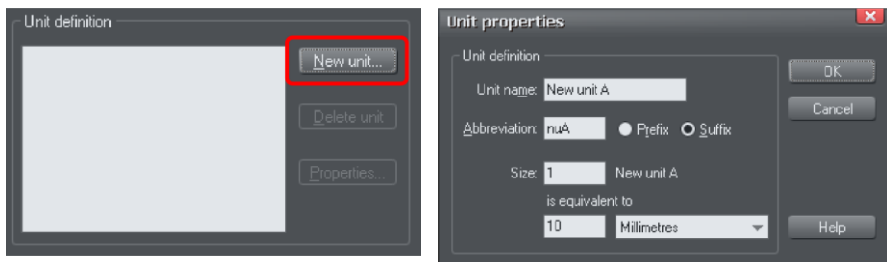 Unit definition
New unit...
Delete unit
Properties...
Unit properties
Unit definition
Unit name: New unit A
Abbreviation: nuA Prefix Suffix
Size: 1 New unit A
is equivalent to
10 Millimetres
OK
Cancel
Help